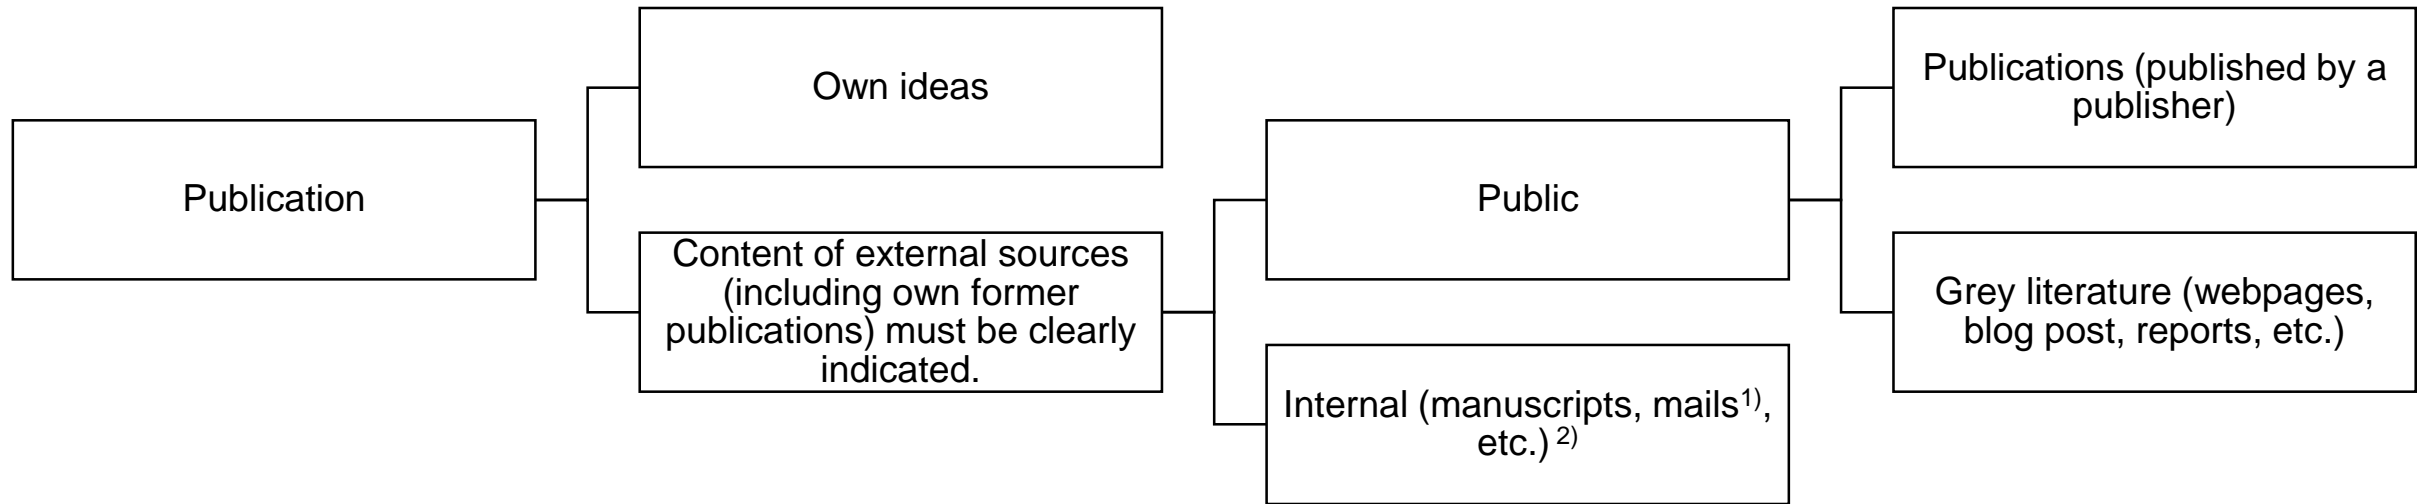 Publication
Own ideas
Content of external sources
(including own former
publications) must be clearly
indicated.
Public
Internal (manuscripts, mails1),
etc.) 2)
Publications (published by a
publisher)
Grey literature (webpages,
blog post, reports, etc.)